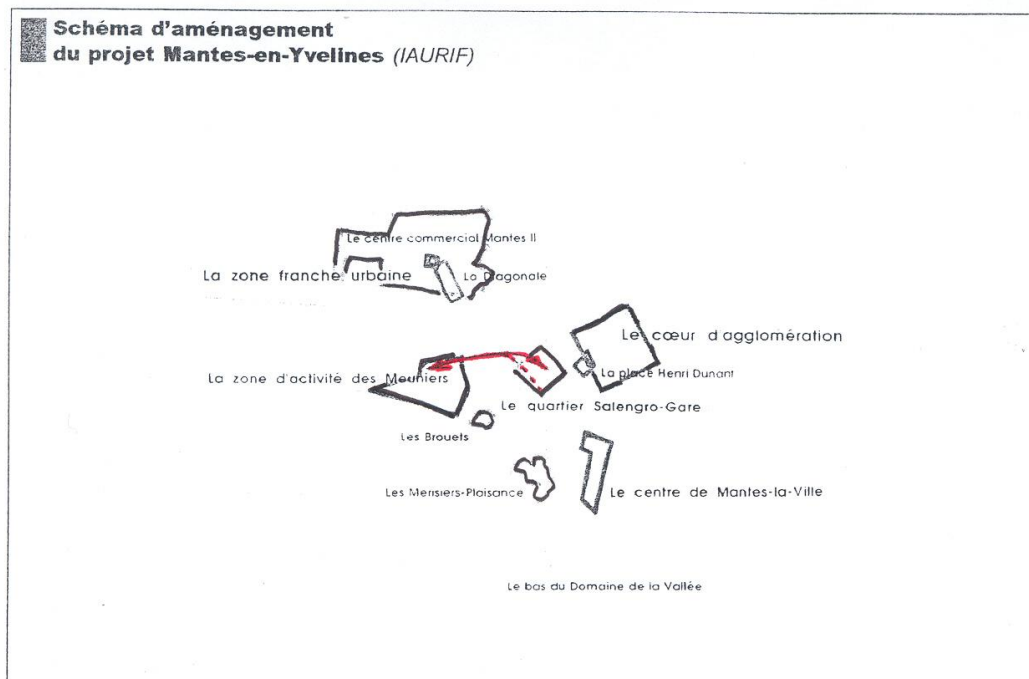 Schéma d'aménagement
du projet Mantes-en-Yvelines (IAURIF)
Le centre commercial Mantes II
La zone franche urbaine
La Diagonale
Le cœur d'agglomération
La zone d'activité des Meuniers
La place Henri Dunant
Le quartier Salengro-Gare
Les Brouets
Les Merisiers-Plaisance
Le centre de Mantes-la-Ville
Le bas du Domaine de la Vallée